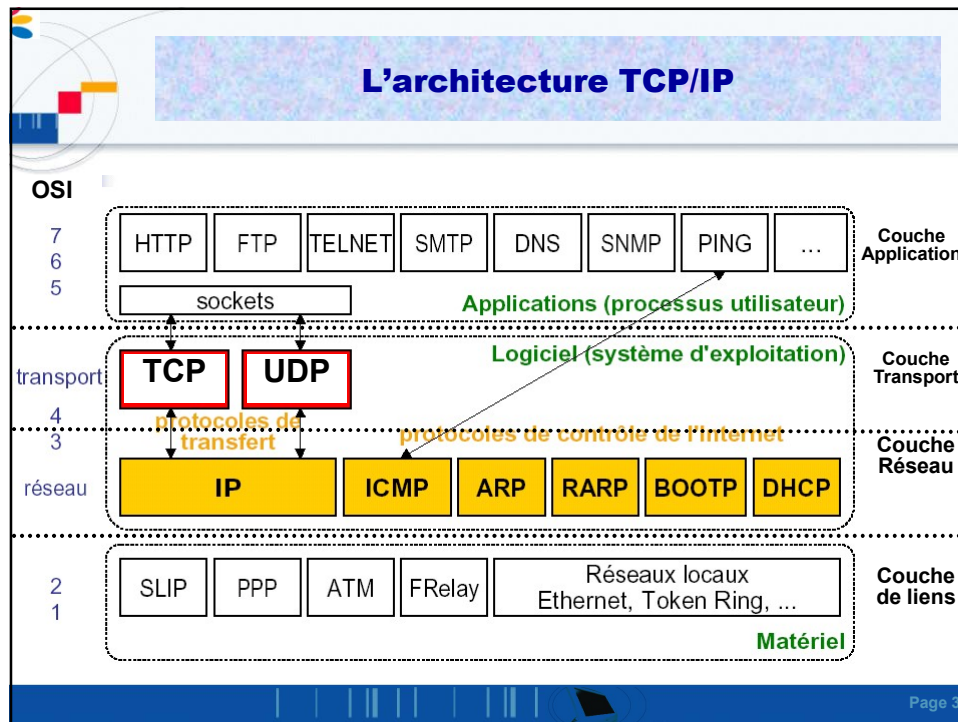 L'architecture TCP/IP
OSI
7
6
5
HTTP
FTP
TELNET
SMTP
DNS
SNMP
PING
...
Couche
Application
sockets
Applications (processus utilisateur)
Logiciel (système d'exploitation)
transport
TCP
UDP
Couche
Transport
4
3
protocoles de
transfert
protocoles de contrôle de l'Internet
Couche
Réseau
réseau
IP
ICMP
ARP
RARP
BOOTP
DHCP
2
1
SLIP
PPP
ATM
FRelay
Réseaux locaux
Ethernet, Token Ring, ...
Couche
de liens
Matériel
Page 3